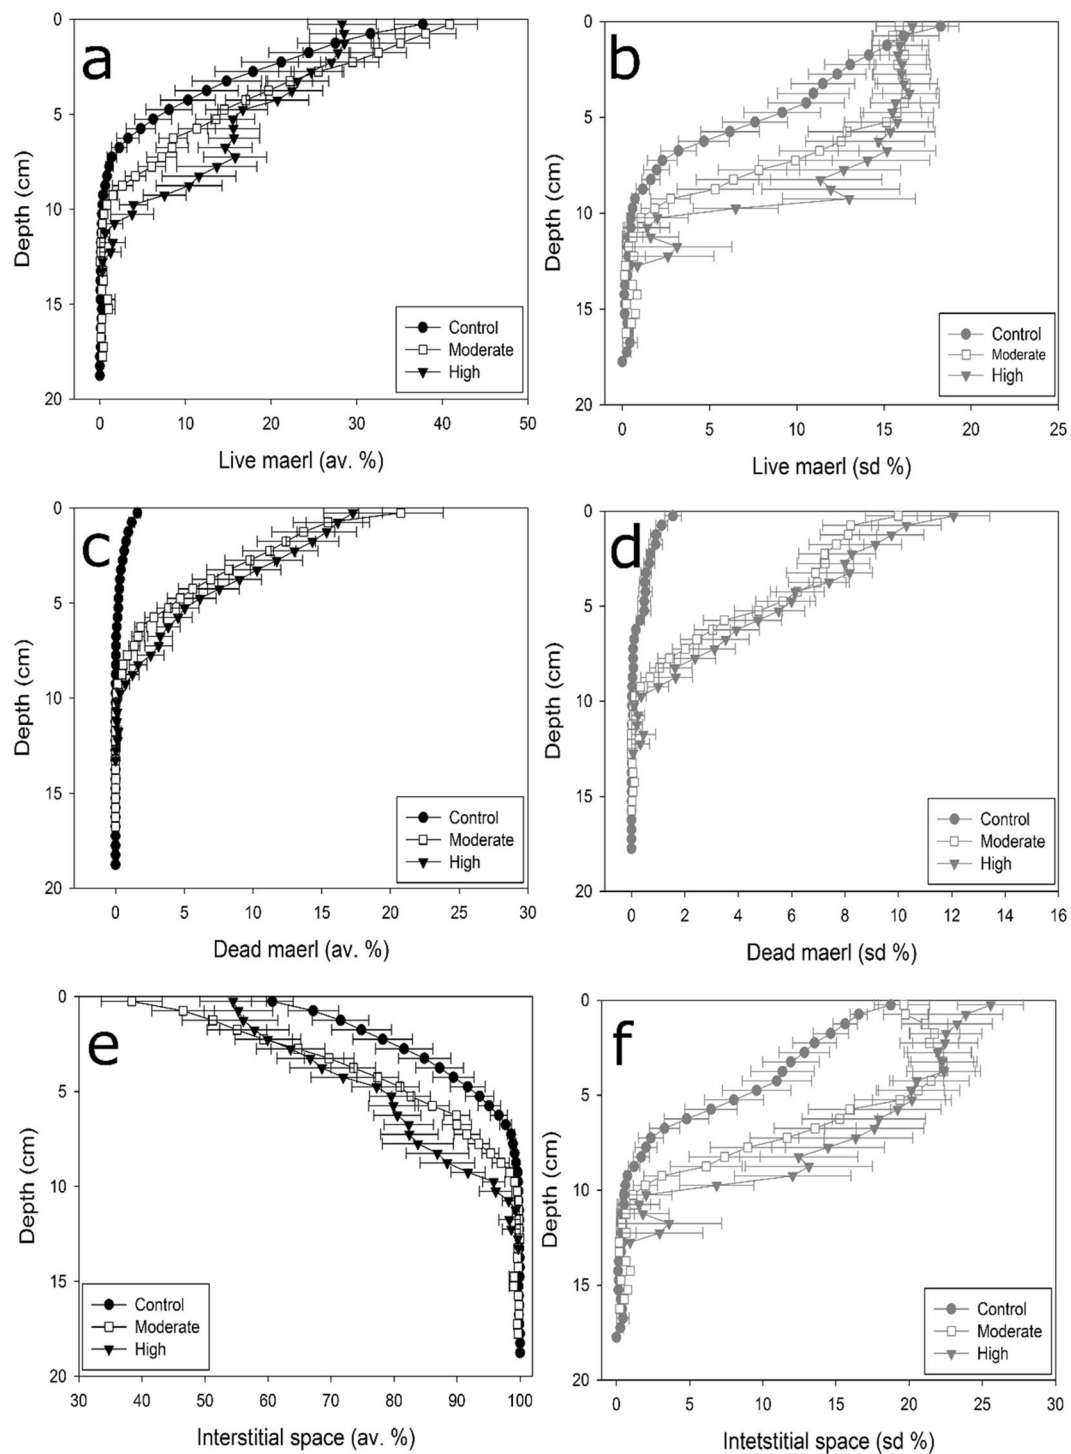 a
0
5
10
15
20
Depth (cm)
Control
Moderate
High
0 10 20 30 40 50
Live maerl (av. %)
b
0
5
10
15
20
Depth (cm)
Control
Moderate
High
0 5 10 15 20 25
Live maerl (sd %)
c
0
5
10
15
20
Depth (cm)
Control
Moderate
High
0 5 10 15 20 25 30
Dead maerl (av. %)
d
0
5
10
15
20
Depth (cm)
Control
Moderate
High
0 2 4 6 8 10 12 14 16
Dead maerl (sd %)
e
0
5
10
15
20
Depth (cm)
Control
Moderate
High
30 40 50 60 70 80 90 100
Interstitial space (av. %)
f
0
5
10
15
20
Depth (cm)
Control
Moderate
High
0 5 10 15 20 25 30
Intetstitial space (sd %)